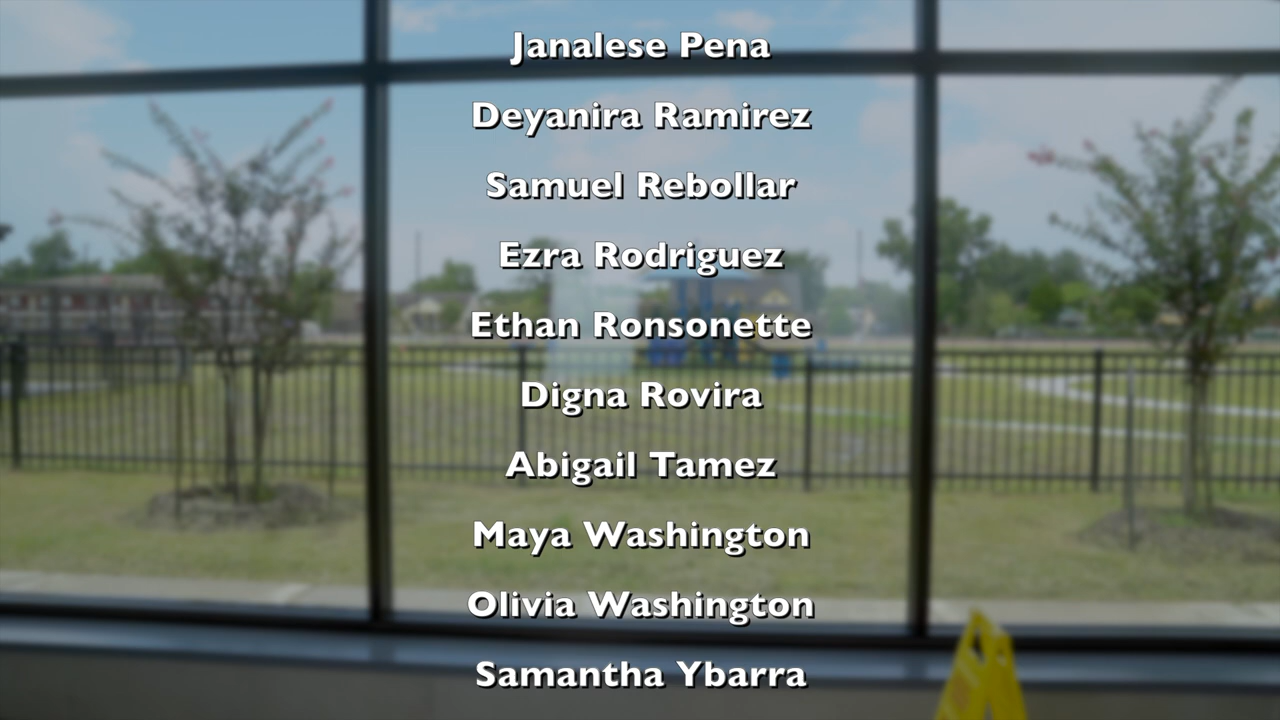 Janalese Pena
Deyanira Ramirez
Samuel Rebollar
Ezra Rodriguez
Ethan Ronsonette
Digna Rovira
Abigail Tamez
Maya Washington
Olivia Washington
Samantha Ybarra